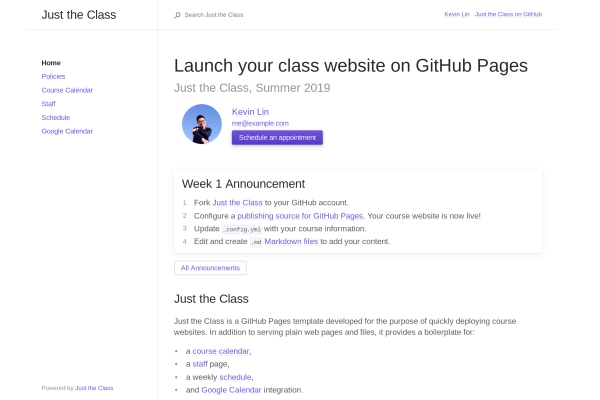 Just the Class
Search Just the Class
Kevin Lin
Just the Class on GitHub
Home
Policies
Course Calendar
Staff
Schedule
Google Calendar
Launch your class website on GitHub Pages
Just the Class, Summer 2019
Kevin Lin
me@example.com
Schedule an appointment
Week 1 Announcement
1 Fork Just the Class to your GitHub account.
2 Configure a publishing source for GitHub Pages. Your course website is now live!
3 Update _config.yml with your course information.
4 Edit and create .md Markdown files to add your content.
All Announcements
Just the Class
Just the Class is a GitHub Pages template developed for the purpose of quickly deploying course
websites. In addition to serving plain web pages and files, it provides a boilerplate for:
• a course calendar,
• a staff page,
• a weekly schedule,
• and Google Calendar integration.
Powered by Just the Class